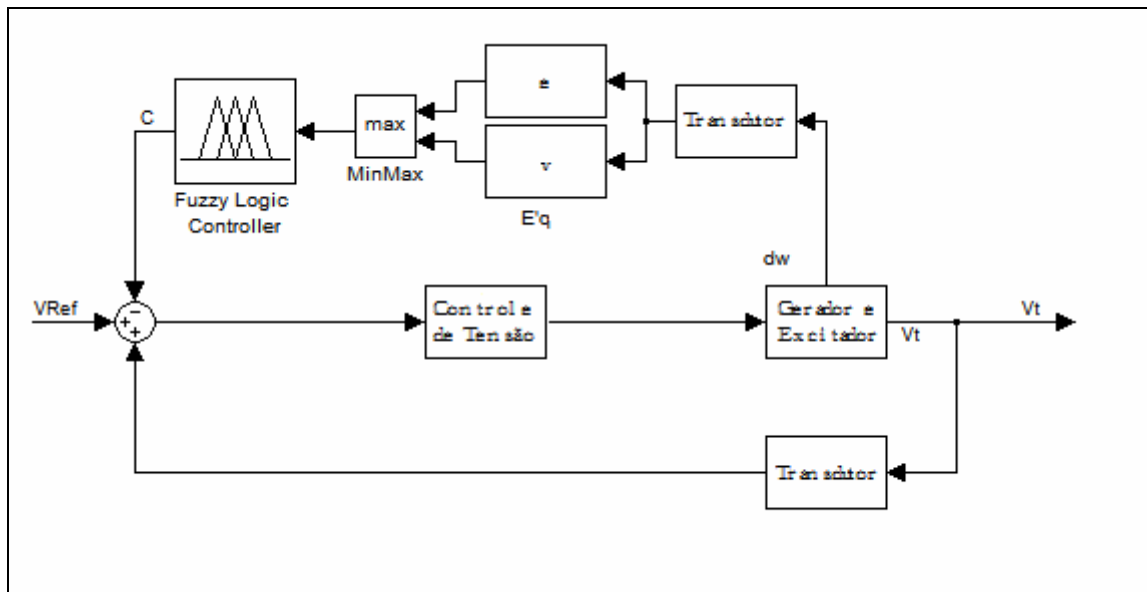 e
C
max
Transdutor
v
MinMax
Fuzzy Logic
Controller
E'q
dw
VRef
−
+
+
Controle
de Tensão
Gerador e
Excitador
Vt
Vt
Transdutor